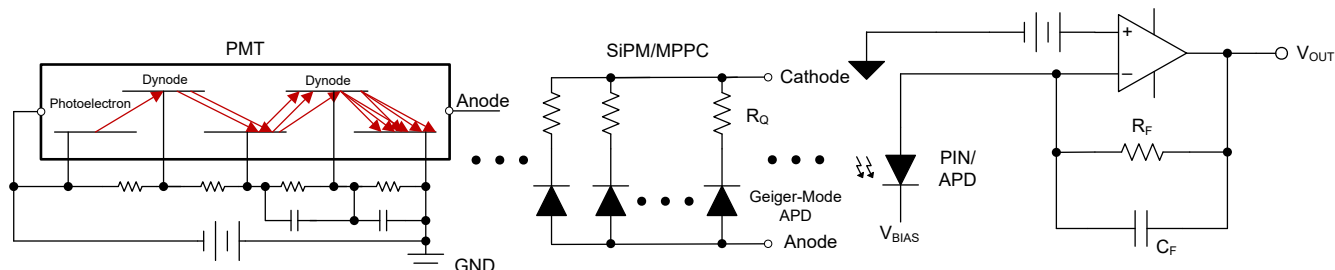 PMT
Dynode
Dynode
Photoelectron
Anode
GND
SiPM/MPPC
Cathode
R_Q
Geiger-Mode
APD
Anode
PIN/
APD
V_BIAS
+
−
V_OUT
R_F
C_F